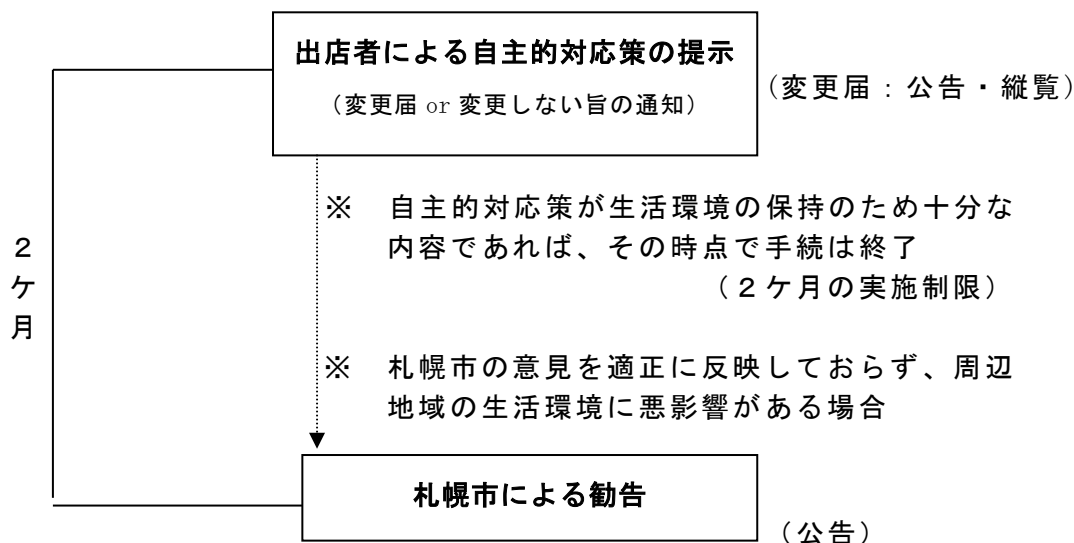 出店者による自主的対応策の提示
(変更届 or 変更しない旨の通知)
(変更届:公告・縦覧)
※ 自主的対応策が生活環境の保持のため十分な
内容であれば、その時点で手続は終了
(2ケ月の実施制限)
2ケ月
※ 札幌市の意見を適正に反映しておらず、周辺
地域の生活環境に悪影響がある場合
札幌市による勧告
(公告)